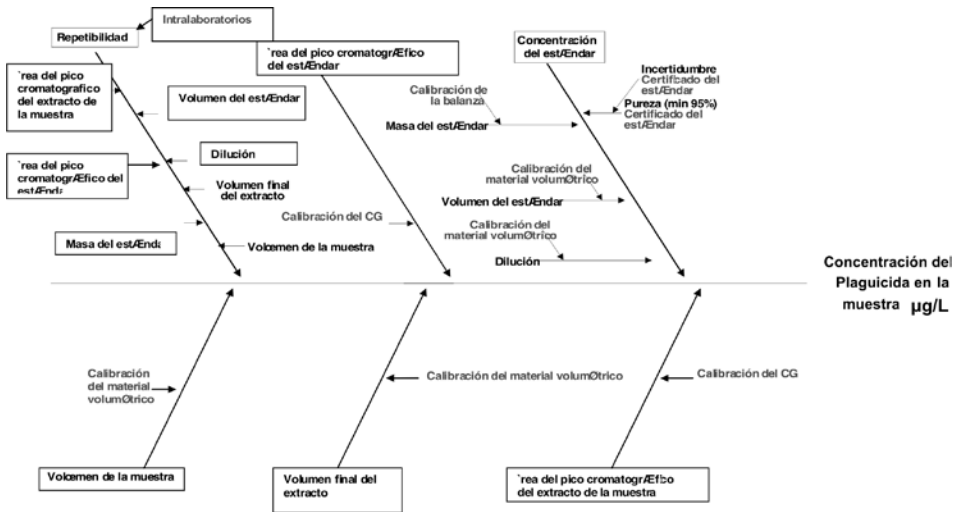 Intralaboratorios
Repetibilidad
`rea del pico cromatogrÆfico
del estÆndar
Concentración
del estÆndar
`rea del pico
cromatografico
del extracto de
la muestra
Volumen del estÆndar
Calibración de
la balanza
Masa del estÆndar
Incertidumbre
Certificado del
estÆndar
Pureza (min 95%)
Certificado del
estÆndar
Dilución
`rea del pico
cromatogrÆfico del
estÆnda
Volumen final
del extracto
Calibración del
material volumØtrico
Volumen del estÆndar
Calibración del CG
Masa del estÆnda
Volœmen de la muestra
Calibración del
material volumØtrico
Dilución
Concentración del
Plaguicida en la
muestra µg/L
Calibración
del material
volumØtrico
Calibración del material volumØtrico
Calibración del CG
Volœmen de la muestra
Volumen final del
extracto
`rea del pico cromatogrÆfico
del extracto de la muestra